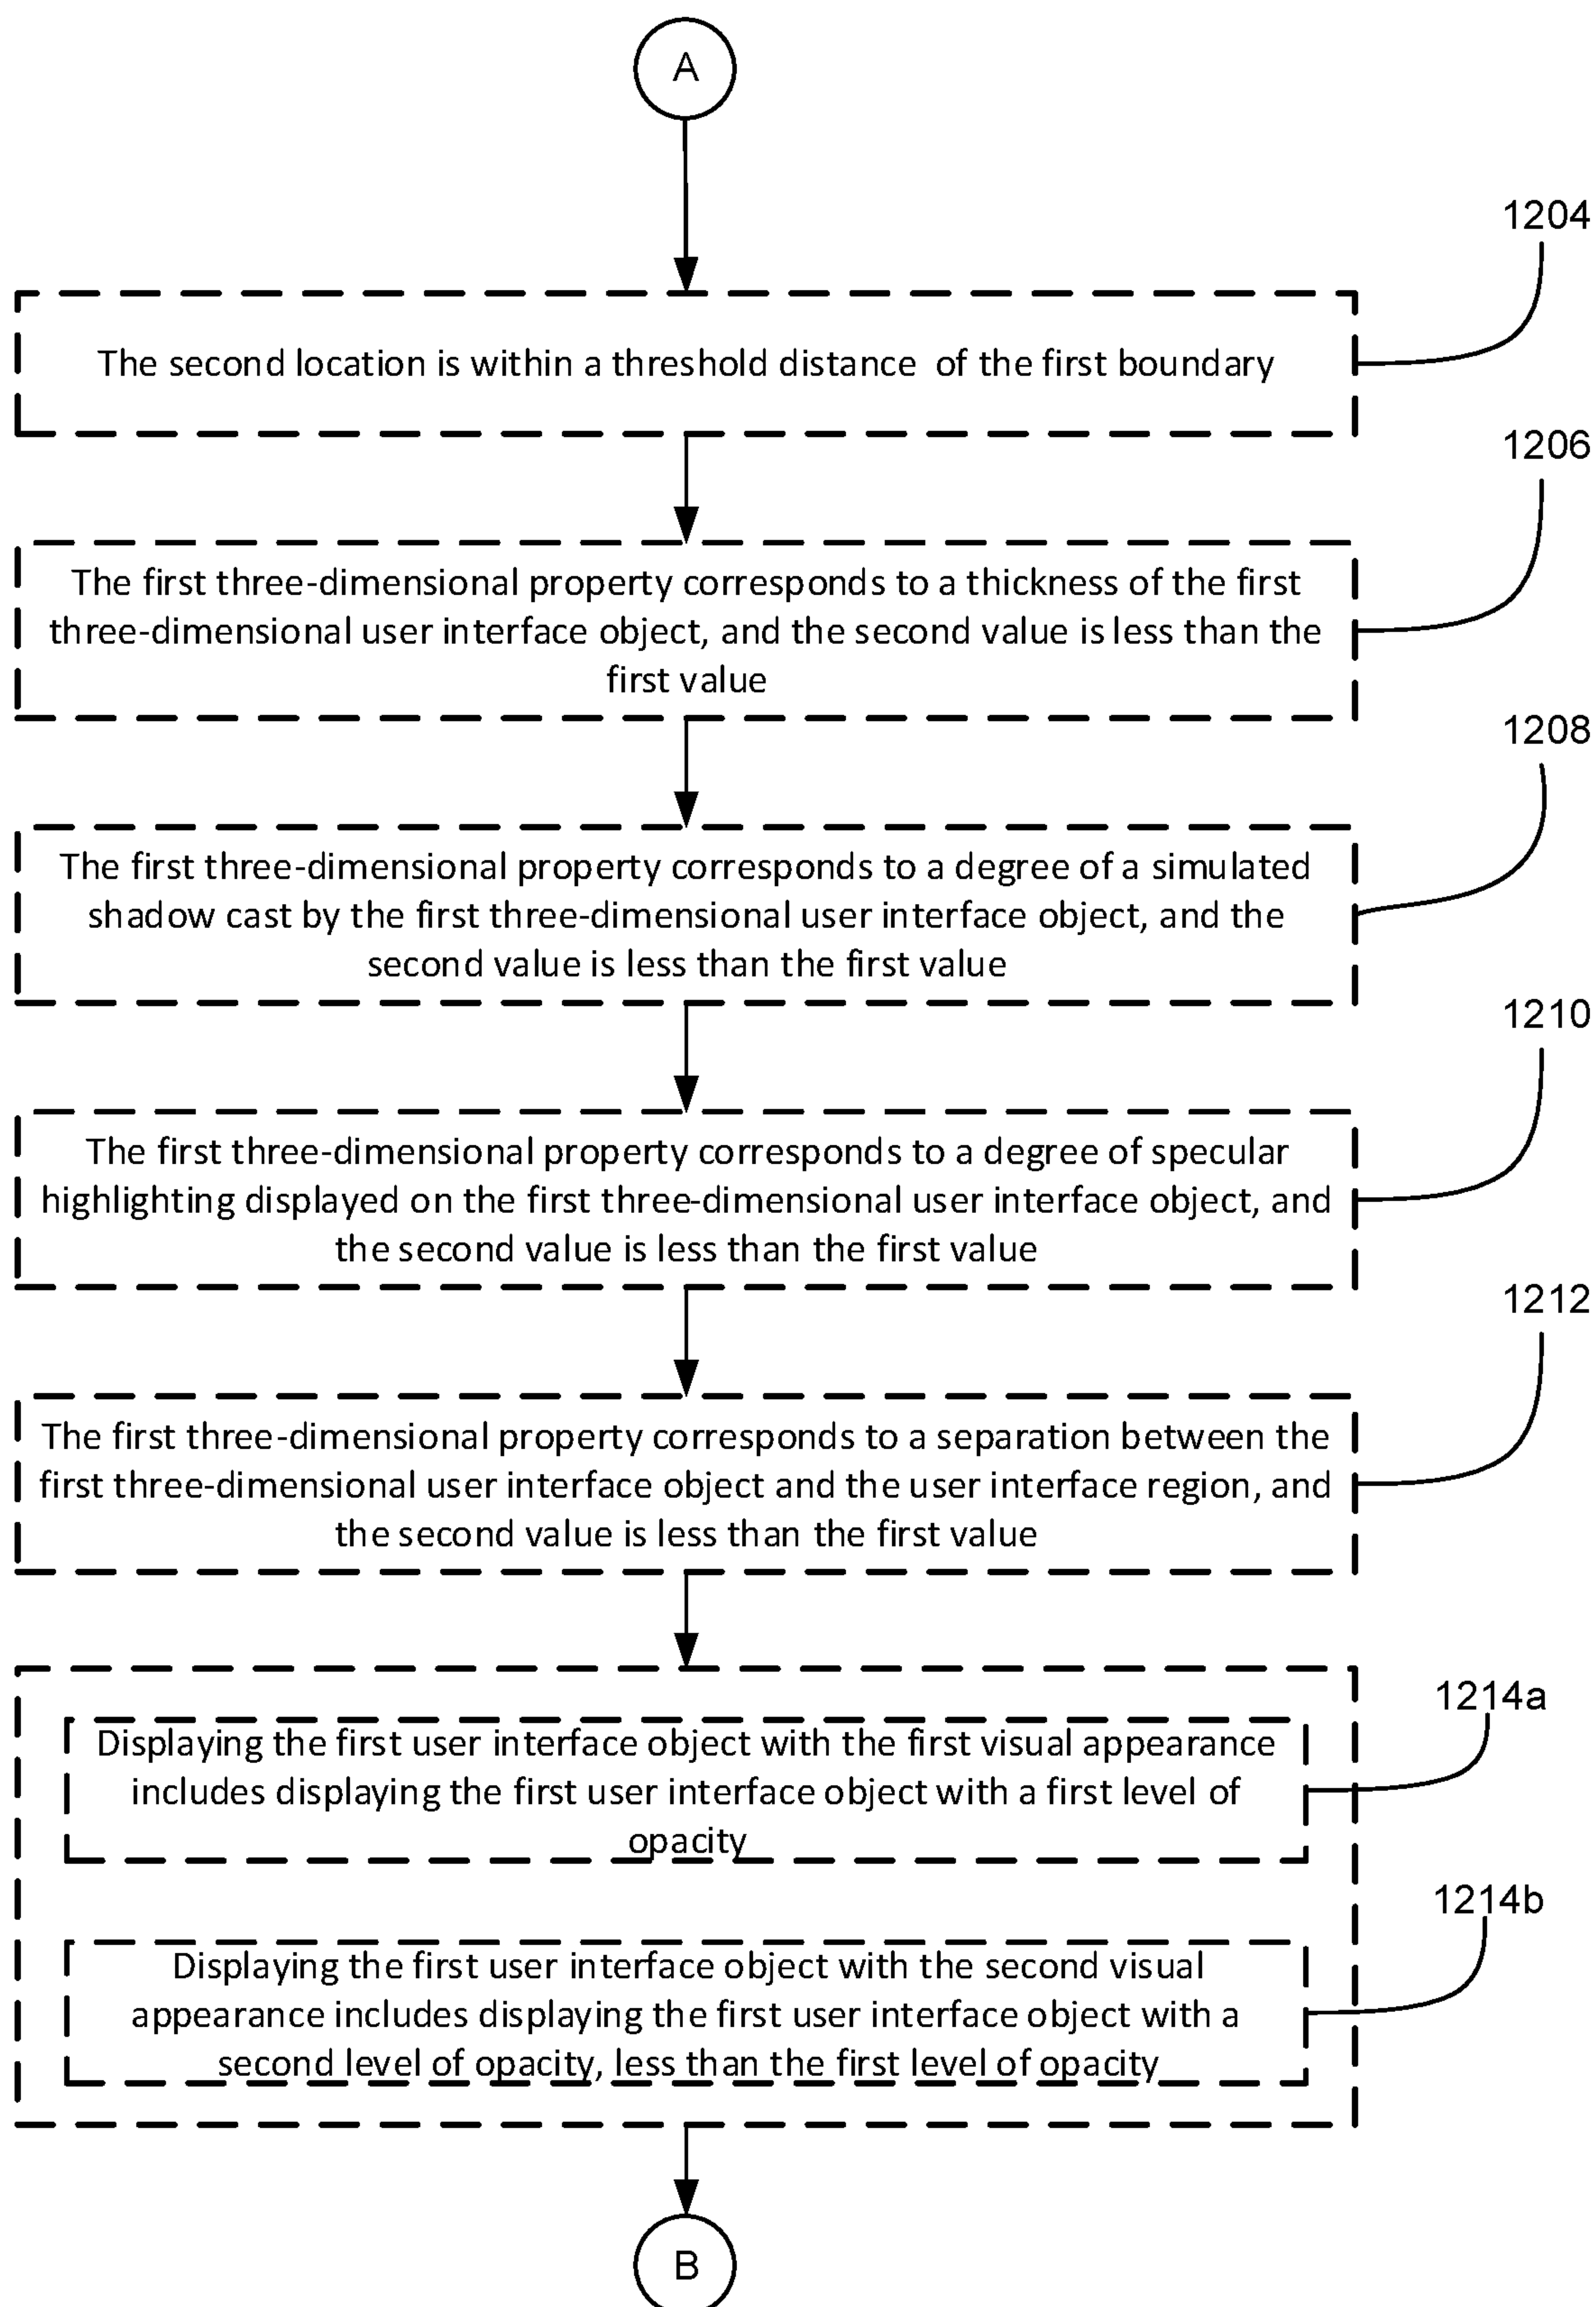 A
1204
The second location is within a threshold distance of the first boundary
1206
The first three-dimensional property corresponds to a thickness of the first
three-dimensional user interface object, and the second value is less than the
first value
1208
The first three-dimensional property corresponds to a degree of a simulated
shadow cast by the first three-dimensional user interface object, and the
second value is less than the first value
1210
The first three-dimensional property corresponds to a degree of specular
highlighting displayed on the first three-dimensional user interface object, and
the second value is less than the first value
1212
The first three-dimensional property corresponds to a separation between the
first three-dimensional user interface object and the user interface region, and
the second value is less than the first value
1214a
Displaying the first user interface object with the first visual appearance
includes displaying the first user interface object with a first level of
opacity
1214b
Displaying the first user interface object with the second visual
appearance includes displaying the first user interface object with a
second level of opacity, less than the first level of opacity
B